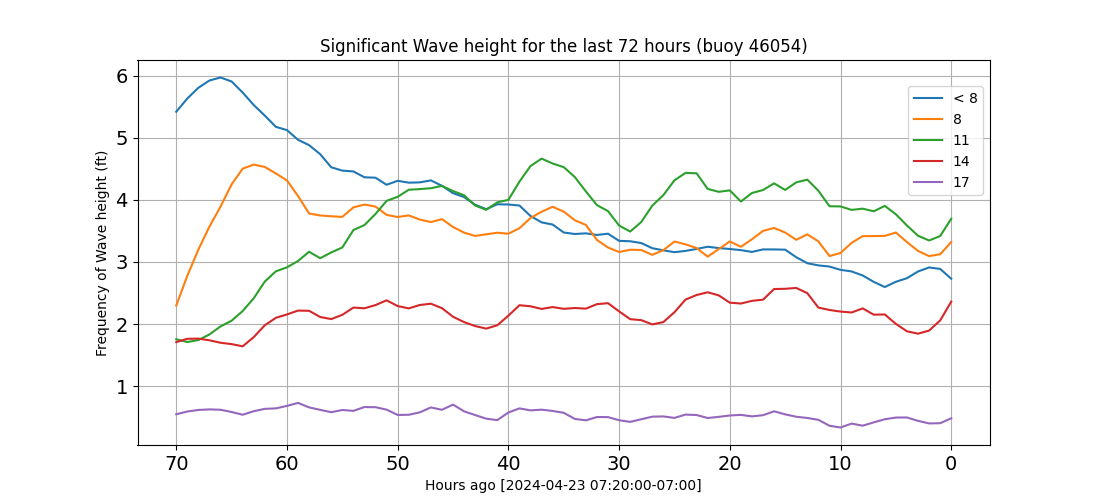 Significant Wave height for the last 72 hours (buoy 46054)
6
5
4
3
2
1
Frequency of Wave height (ft)
< 8
8
11
14
17
70 60 50 40 30 20 10 0
Hours ago [2024-04-23 07:20:00-07:00]